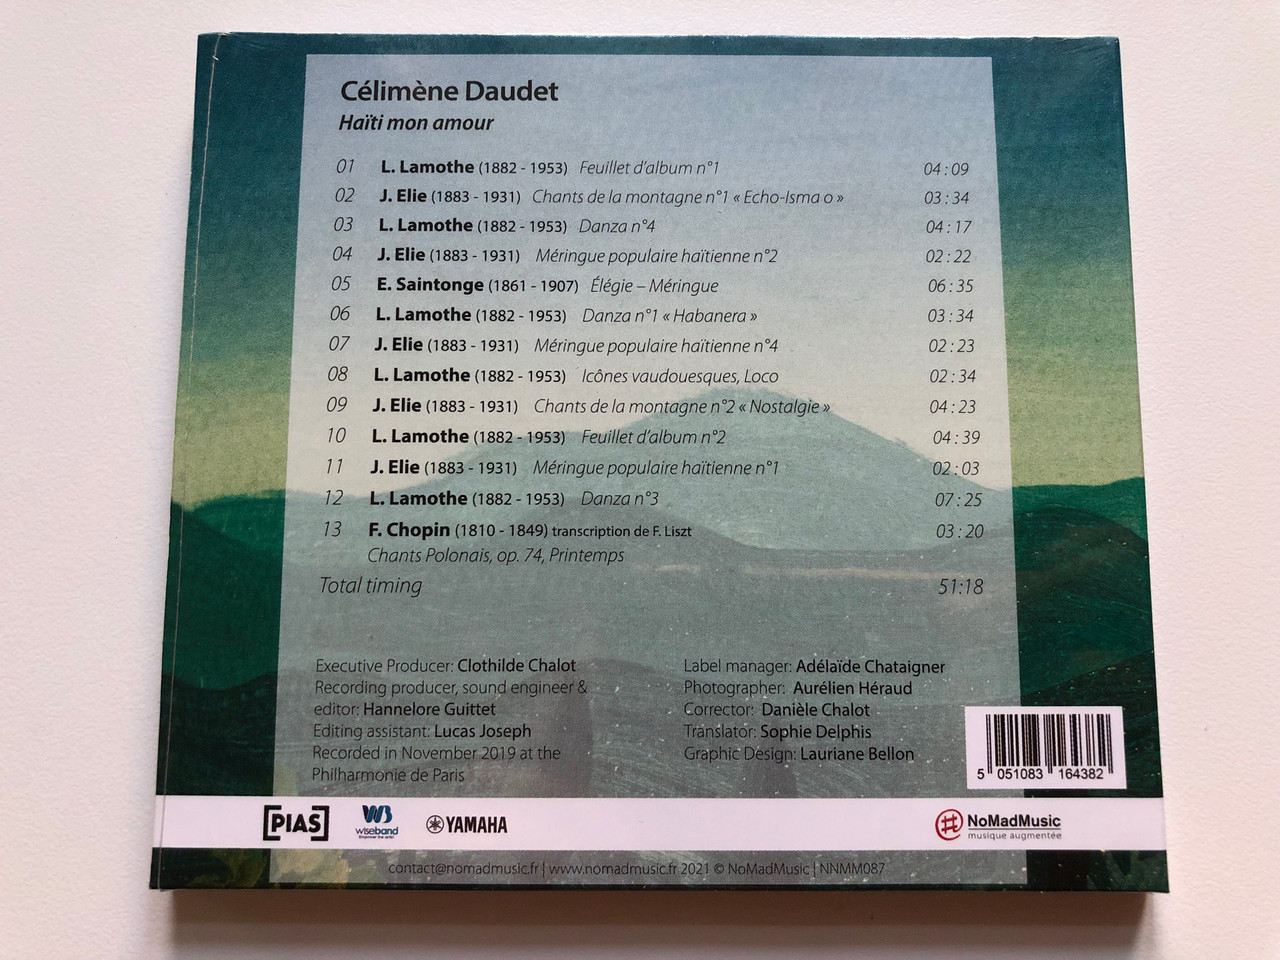 Célimène Daudet
Haïti mon amour
01 L. Lamothe (1882 - 1953) Feuillet d'album n°1 04 : 09
02 J. Elie (1883 - 1931) Chants de la montagne n°1 « Echo-Isma o » 03 : 34
03 L. Lamothe (1882 - 1953) Danza n°4 04 : 17
04 J. Elie (1883 - 1931) Méringue populaire haïtienne n°2 02 : 22
05 E. Saintonge (1861 - 1907) Élégie – Méringue 06 : 35
06 L. Lamothe (1882 - 1953) Danza n°1 « Habanera » 03 : 34
07 J. Elie (1883 - 1931) Méringue populaire haïtienne n°4 02 : 23
08 L. Lamothe (1882 - 1953) Icônes vaudouesques, Loco 02 : 34
09 J. Elie (1883 - 1931) Chants de la montagne n°2 « Nostalgie » 04 : 23
10 L. Lamothe (1882 - 1953) Feuillet d'album n°2 04 : 39
11 J. Elie (1883 - 1931) Méringue populaire haïtienne n°1 02 : 03
12 L. Lamothe (1882 - 1953) Danza n°3 07 : 25
13 F. Chopin (1810 - 1849) transcription de F. Liszt 03 : 20
Chants Polonais, op. 74, Printemps
Total timing 51:18
Executive Producer: Clothilde Chalot
Recording producer, sound engineer &
editor: Hannelore Guittet
Editing assistant: Lucas Joseph
Recorded in November 2019 at the
Philharmonie de Paris
Label manager: Adélaïde Chataigner
Photographer: Aurélien Héraud
Corrector: Danièle Chalot
Translator: Sophie Delphis
Graphic Design: Lauriane Bellon
5 051083 164382
[PIAS]
wiseband
Empower the artist
YAMAHA
NoMadMusic
musique augmentée
contact@nomadmusic.fr | www.nomadmusic.fr 2021 © NoMadMusic | NNMM087